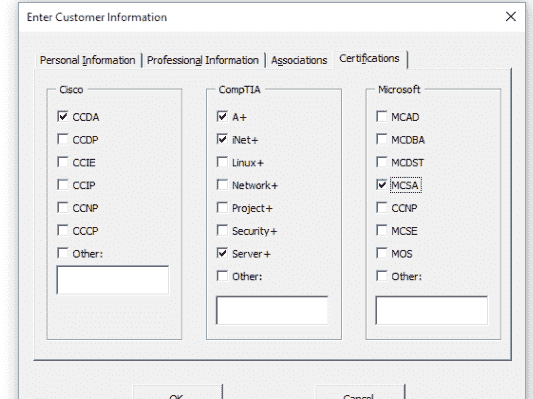 Enter Customer Information
Personal Information
Professional Information
Associations
Certifications
Cisco
CCDA
CCDP
CCIE
CCIP
CCNP
CCCP
Other:
CompTIA
A+
iNet+
Linux+
Network+
Project+
Security+
Server+
Other:
Microsoft
MCAD
MCDBA
MCDST
MCSA
CCNP
MCSE
MOS
Other:
OK
Cancel